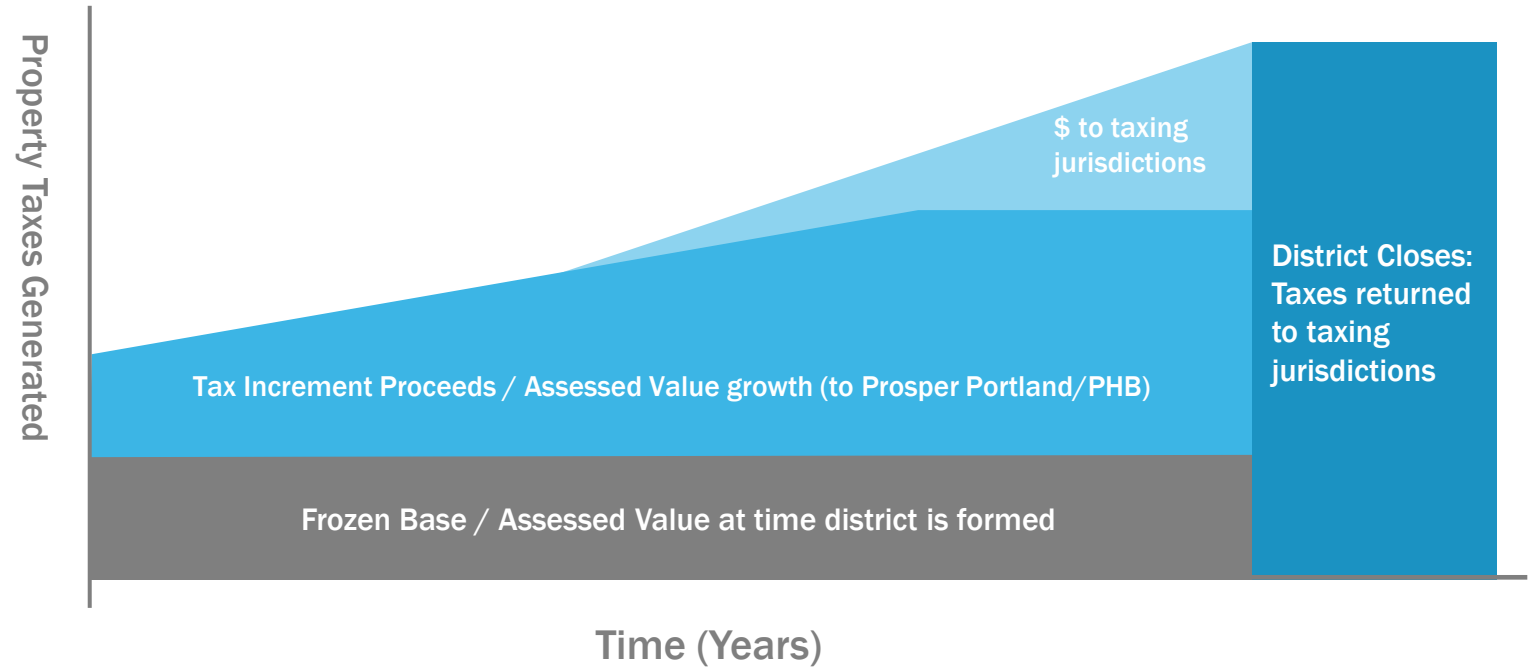 Property Taxes Generated
$ to taxing
jurisdictions
District Closes:
Taxes returned
to taxing
jurisdictions
Tax Increment Proceeds / Assessed Value growth (to Prosper Portland/PHB)
Frozen Base / Assessed Value at time district is formed
Time (Years)